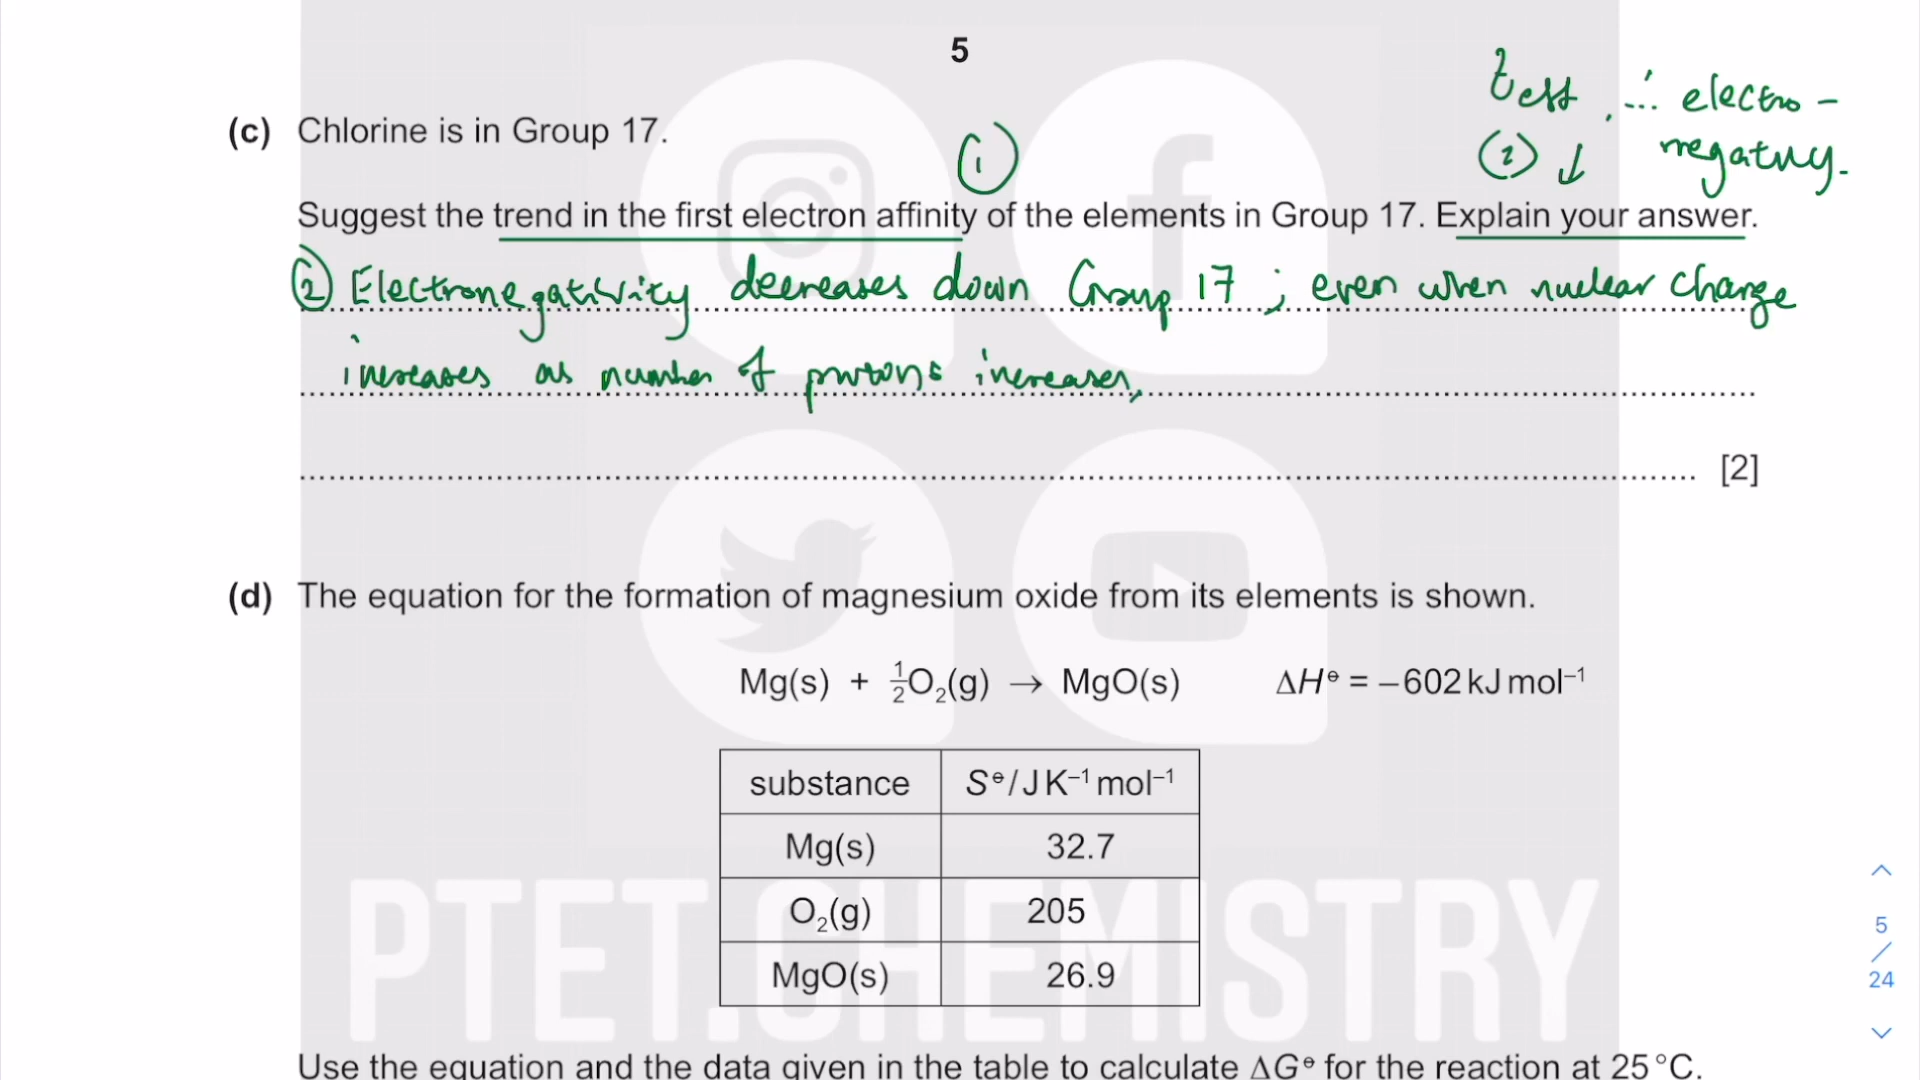 5
Zeff, ∴ electro-
(2) ↓ negativity.
(c) Chlorine is in Group 17.
(1)
Suggest the trend in the first electron affinity of the elements in Group 17. Explain your answer.
(2) Electronegativity decreases down Group 17 ; even when nuclear charge
increases as number of protons increases,
[2]
(d) The equation for the formation of magnesium oxide from its elements is shown.
Mg(s) + ½O₂(g) → MgO(s) ΔH⦵ = –602 kJ mol⁻¹
substance S⦵/J K⁻¹ mol⁻¹
Mg(s) 32.7
O₂(g) 205
MgO(s) 26.9
PTET.CHEMISTRY
5
/
24
Use the equation and the data given in the table to calculate ΔG⦵ for the reaction at 25 °C.